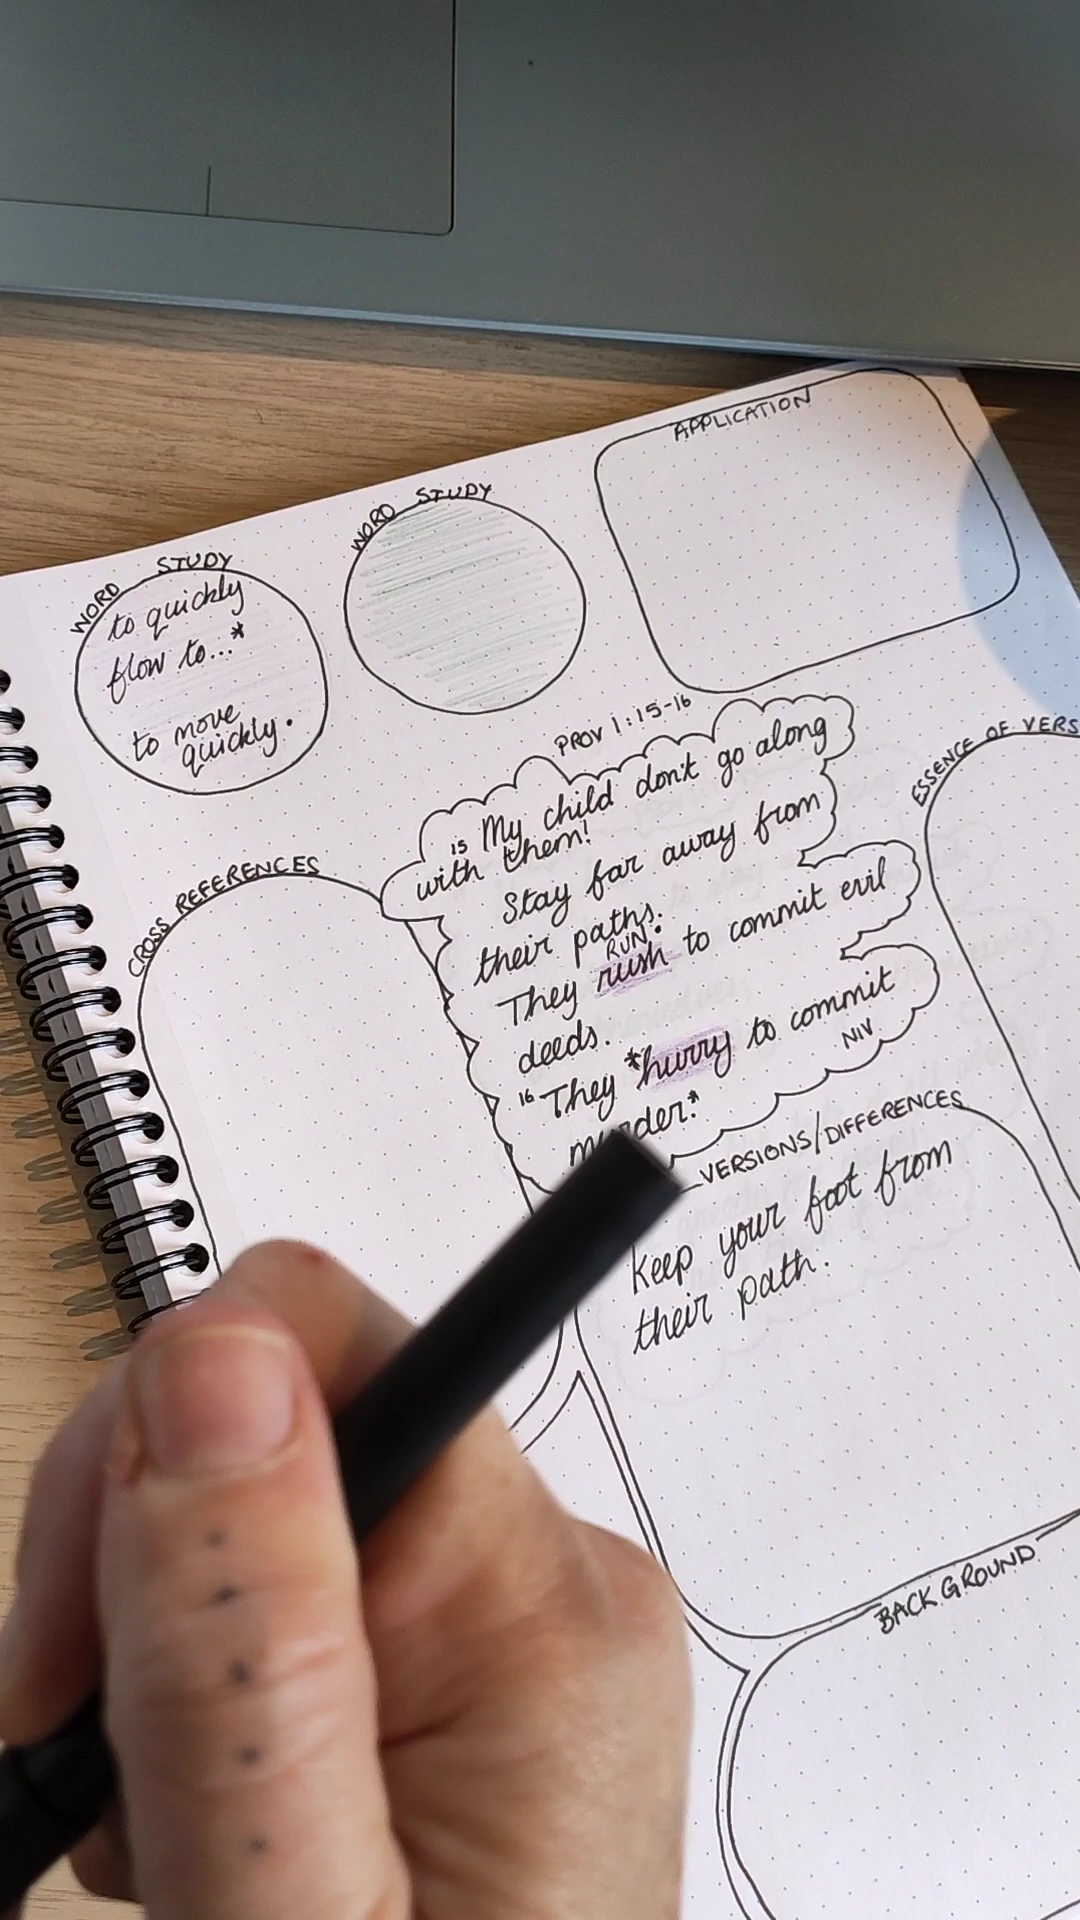 APPLICATION
WORD STUDY
WORD STUDY
to quickly
flow to...*
to move
quickly.
PROV 1:15-16
15 My child don't go along
with them!
Stay far away from
their paths.
RUN.
They rush to commit evil
deeds.
16 They *hurry to commit
murder.*
NIV
CROSS REFERENCES
ESSENCE OF VERS
VERSIONS/DIFFERENCES
Keep your foot from
their path.
BACKGROUND